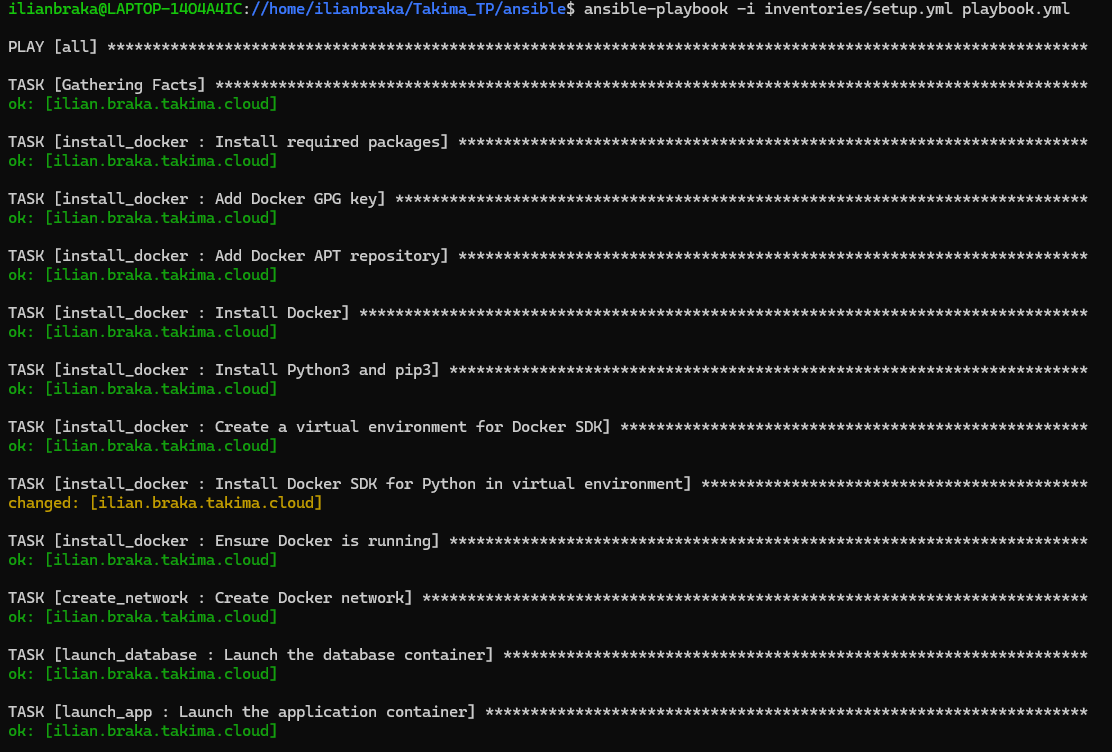 ilianbraka@LAPTOP-14O4A4IC://home/ilianbraka/Takima_TP/ansible$ ansible-playbook -i inventories/setup.yml playbook.yml
PLAY [all] *************************************************************************************************************
TASK [Gathering Facts] *************************************************************************************************
ok: [ilian.braka.takima.cloud]
TASK [install_docker : Install required packages] **********************************************************************
ok: [ilian.braka.takima.cloud]
TASK [install_docker : Add Docker GPG key] *****************************************************************************
ok: [ilian.braka.takima.cloud]
TASK [install_docker : Add Docker APT repository] **********************************************************************
ok: [ilian.braka.takima.cloud]
TASK [install_docker : Install Docker] *********************************************************************************
ok: [ilian.braka.takima.cloud]
TASK [install_docker : Install Python3 and pip3] ***********************************************************************
ok: [ilian.braka.takima.cloud]
TASK [install_docker : Create a virtual environment for Docker SDK] ****************************************************
ok: [ilian.braka.takima.cloud]
TASK [install_docker : Install Docker SDK for Python in virtual environment] *******************************************
changed: [ilian.braka.takima.cloud]
TASK [install_docker : Ensure Docker is running] ***********************************************************************
ok: [ilian.braka.takima.cloud]
TASK [create_network : Create Docker network] **************************************************************************
ok: [ilian.braka.takima.cloud]
TASK [launch_database : Launch the database container] *****************************************************************
ok: [ilian.braka.takima.cloud]
TASK [launch_app : Launch the application container] *******************************************************************
ok: [ilian.braka.takima.cloud]